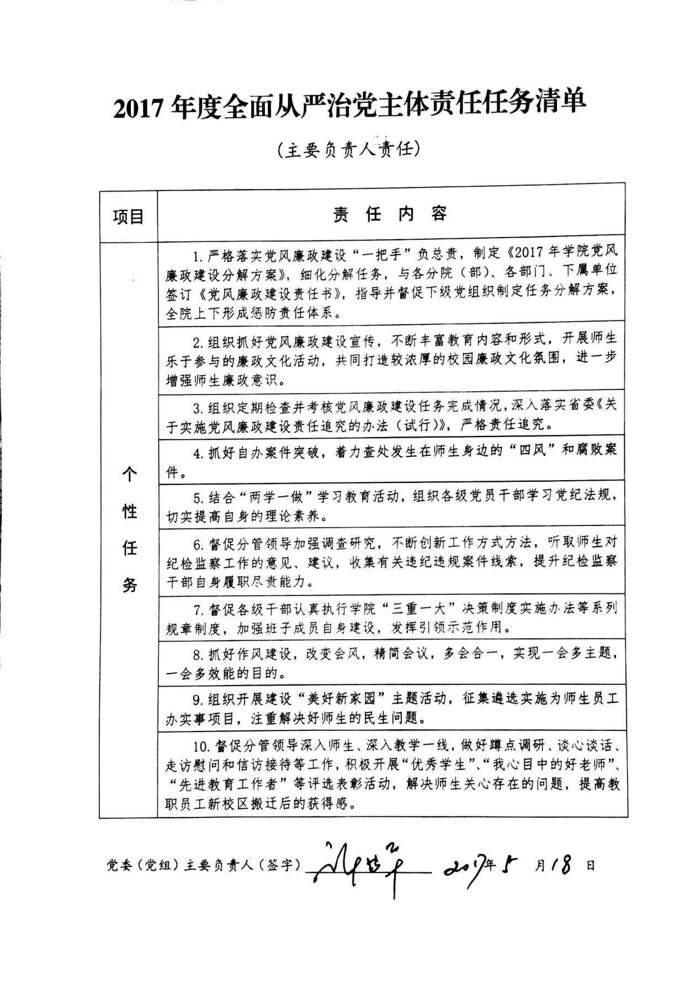 2017 年度全面从严治党主体责任任务清单
（主要负责人责任）
项目
责 任 内 容
个
性
任
务
1. 严格落实党风廉政建设“一把手”负总责，制定《2017 年学院党风
廉政建设分解方案》，细化分解任务，与各分院（部）、各部门、下属单位
签订《党风廉政建设责任书》，指导并督促下级党组织制定任务分解方案，
全院上下形成惩防责任体系。
2. 组织抓好党风廉政建设宣传，不断丰富教育内容和形式，开展师生
乐于参与的廉政文化活动，共同打造较浓厚的校园廉政文化氛围，进一步
增强师生廉政意识。
3. 组织定期检查并考核党风廉政建设任务完成情况，深入落实省委《关
于实施党风廉政建设责任追究的办法（试行）》，严格责任追究。
4. 抓好自办案件突破，着力查处发生在师生身边的“四风”和腐败案
件。
5. 结合“两学一做”学习教育活动，组织各级党员干部学习党纪法规，
切实提高自身的理论素养。
6. 督促分管领导加强调查研究，不断创新工作方式方法，听取师生对
纪检监察工作的意见、建议，收集有关违纪违规案件线索，提升纪检监察
干部自身履职尽责能力。
7. 督促各级干部认真执行学院“三重一大”决策制度实施办法等系列
规章制度，加强班子成员自身建设，发挥引领示范作用。
8. 抓好作风建设，改变会风，精简会议，多会合一，实现一会多主题，
一会多效能的目的。
9. 组织开展建设“美好新家园”主题活动，征集遴选实施为师生员工
办实事项目，注重解决好师生的民生问题。
10. 督促分管领导深入师生、深入教学一线，做好蹲点调研、谈心谈话、
走访慰问和信访接待等工作，积极开展“优秀学生”、“我心目中的好老师”、
“先进教育工作者”等评选表彰活动，解决师生关心存在的问题，提高教
职员工新校区搬迁后的获得感。
党委（党组）主要负责人（签字） 2017年 5 月 18 日